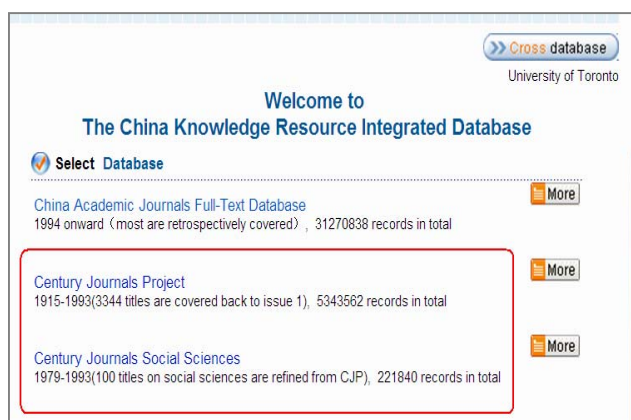 Cross database
University of Toronto
Welcome to
The China Knowledge Resource Integrated Database
Select Database
China Academic Journals Full-Text Database
More
1994 onward（most are retrospectively covered）, 31270838 records in total
Century Journals Project
More
1915-1993(3344 titles are covered back to issue 1), 5343562 records in total
Century Journals Social Sciences
More
1979-1993(100 titles on social sciences are refined from CJP), 221840 records in total